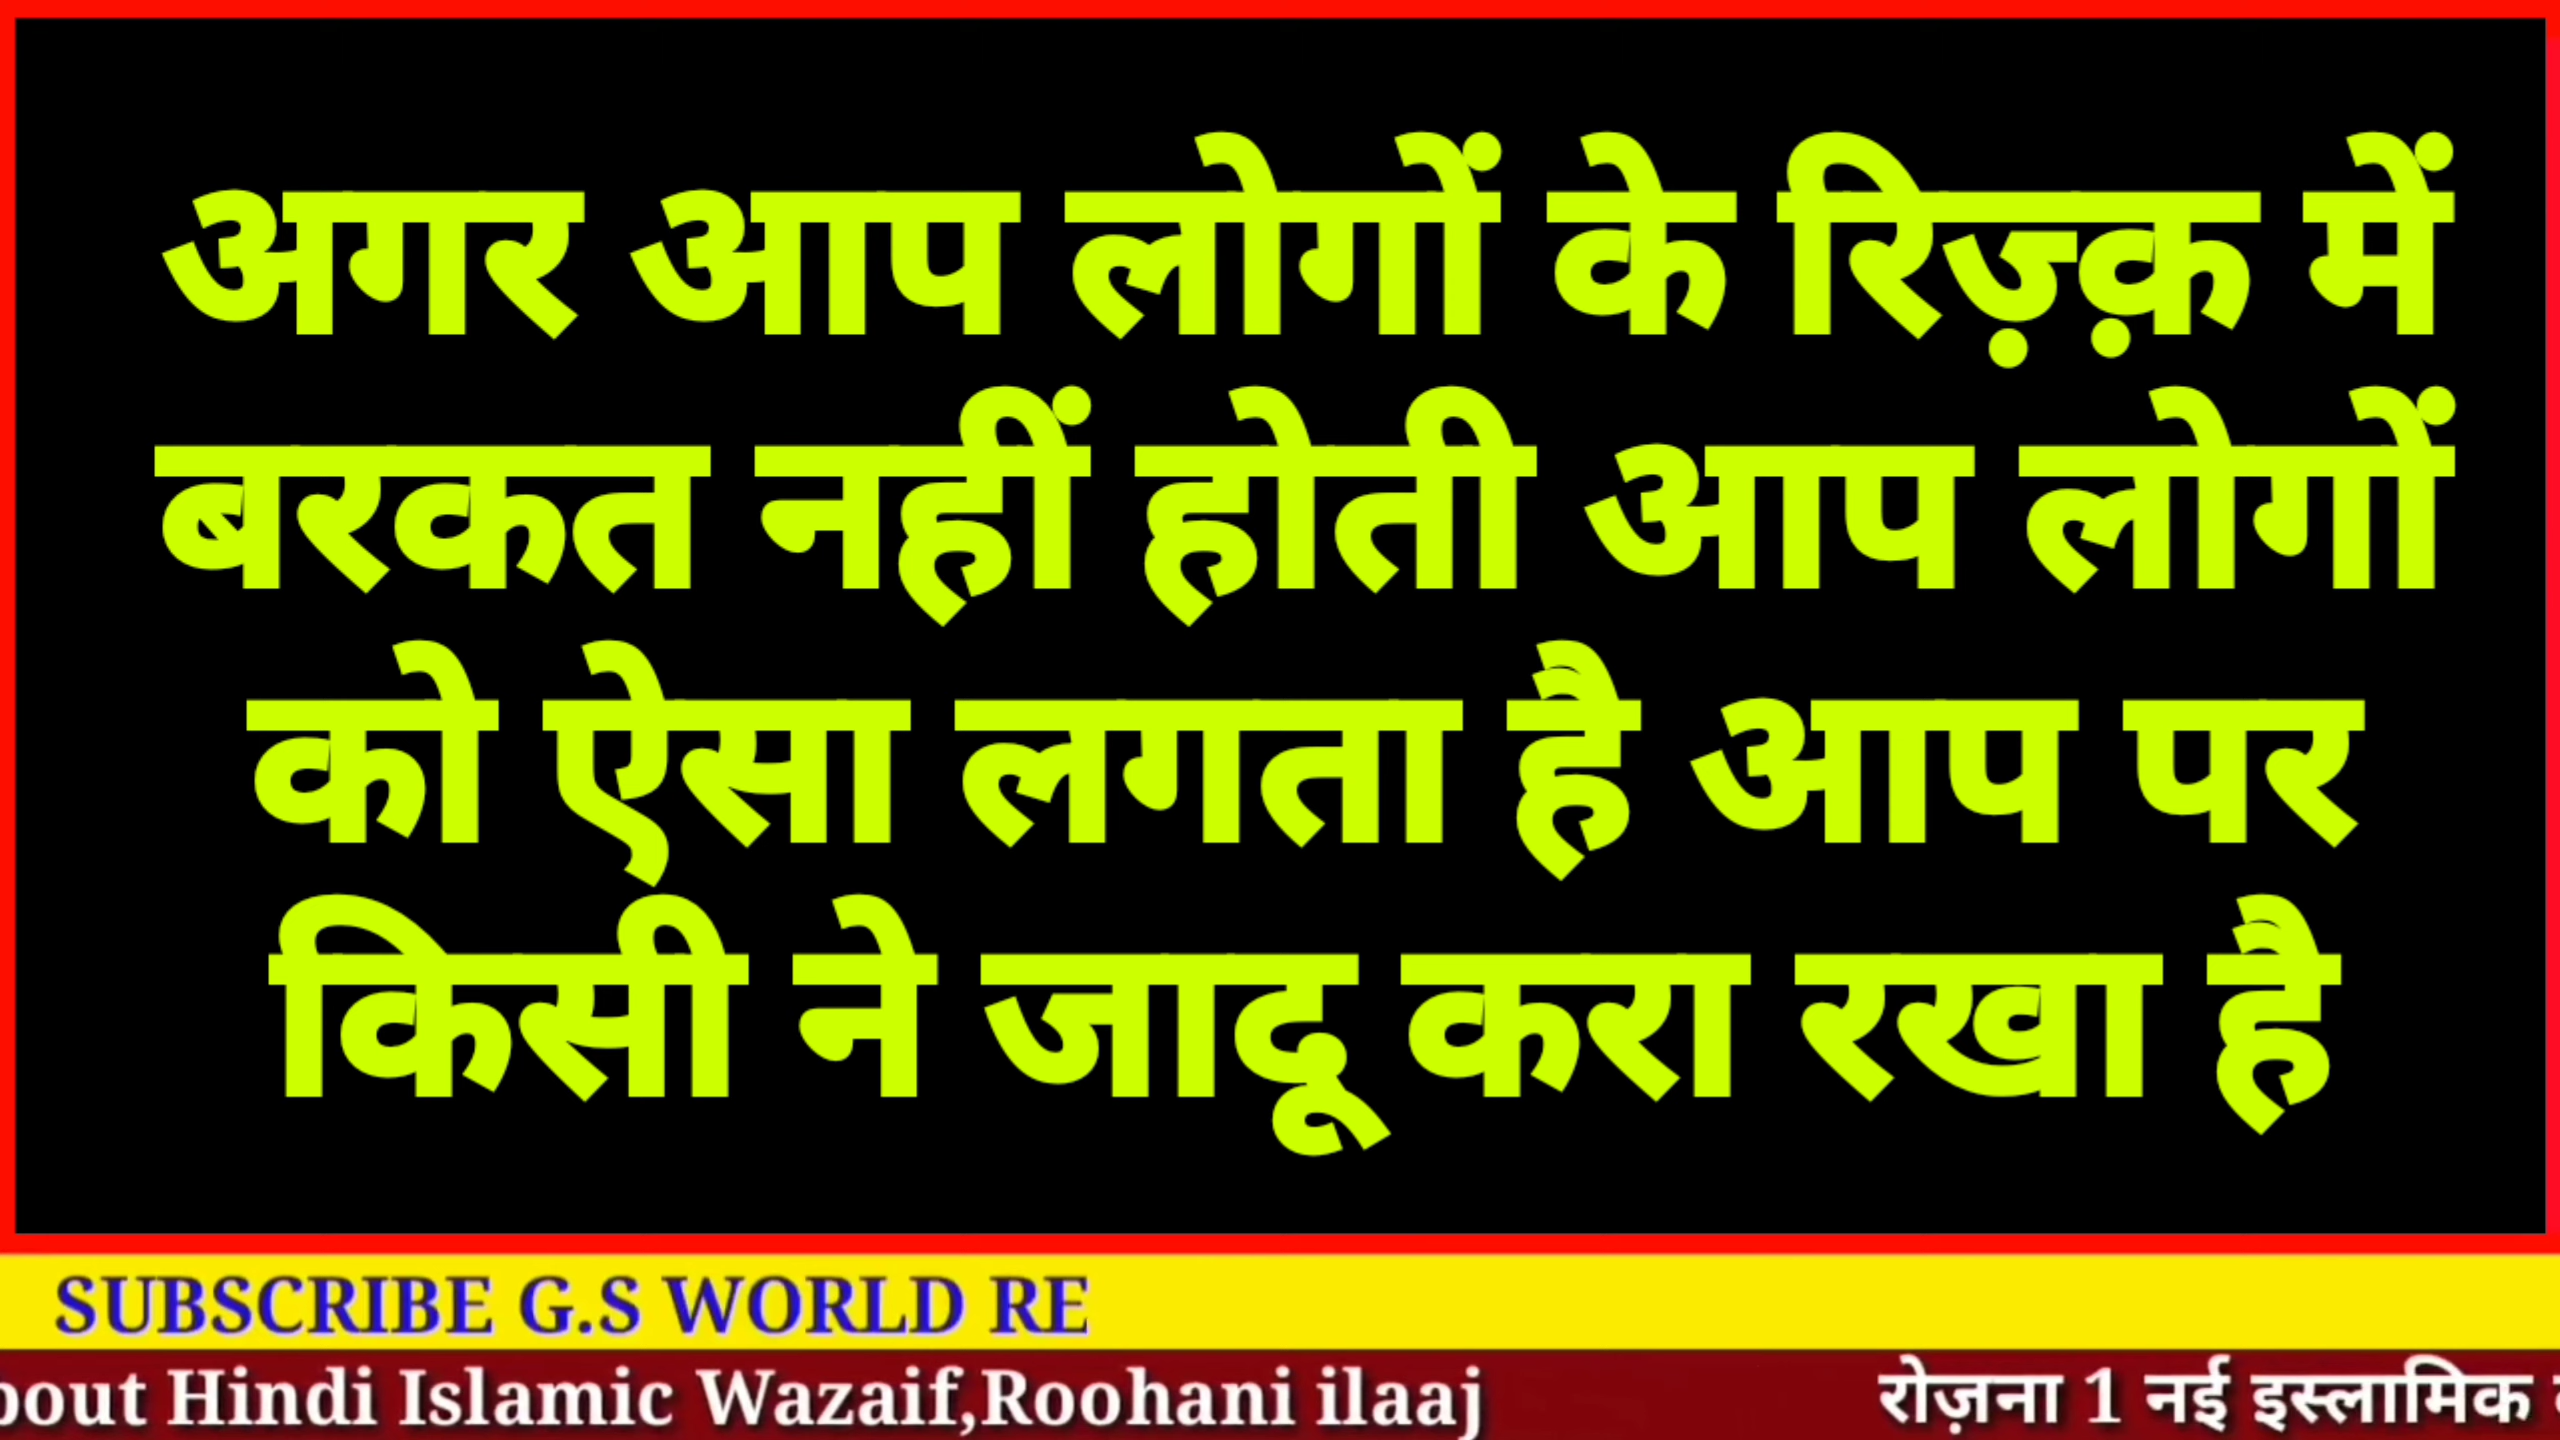 अगर आप लोगों के रिज़्क़ में
बरकत नहीं होती आप लोगों
को ऐसा लगता है आप पर
किसी ने जादू करा रखा है
SUBSCRIBE G.S WORLD RE
bout Hindi Islamic Wazaif,Roohani ilaaj रोज़ना 1 नई इस्लामिक